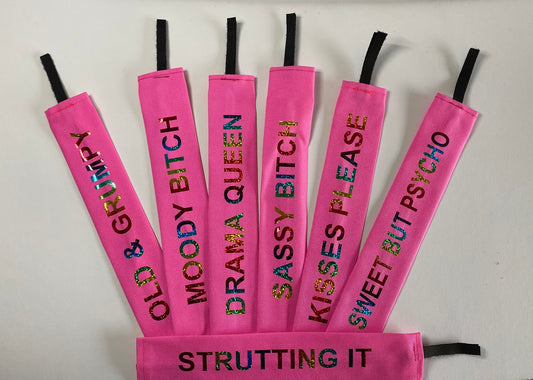 OLD & GRUMPY
MOODY BITCH
DRAMA QUEEN
SASSY BITCH
KISSES PLEASE
SWEET BUT PSYCHO
STRUTTING IT